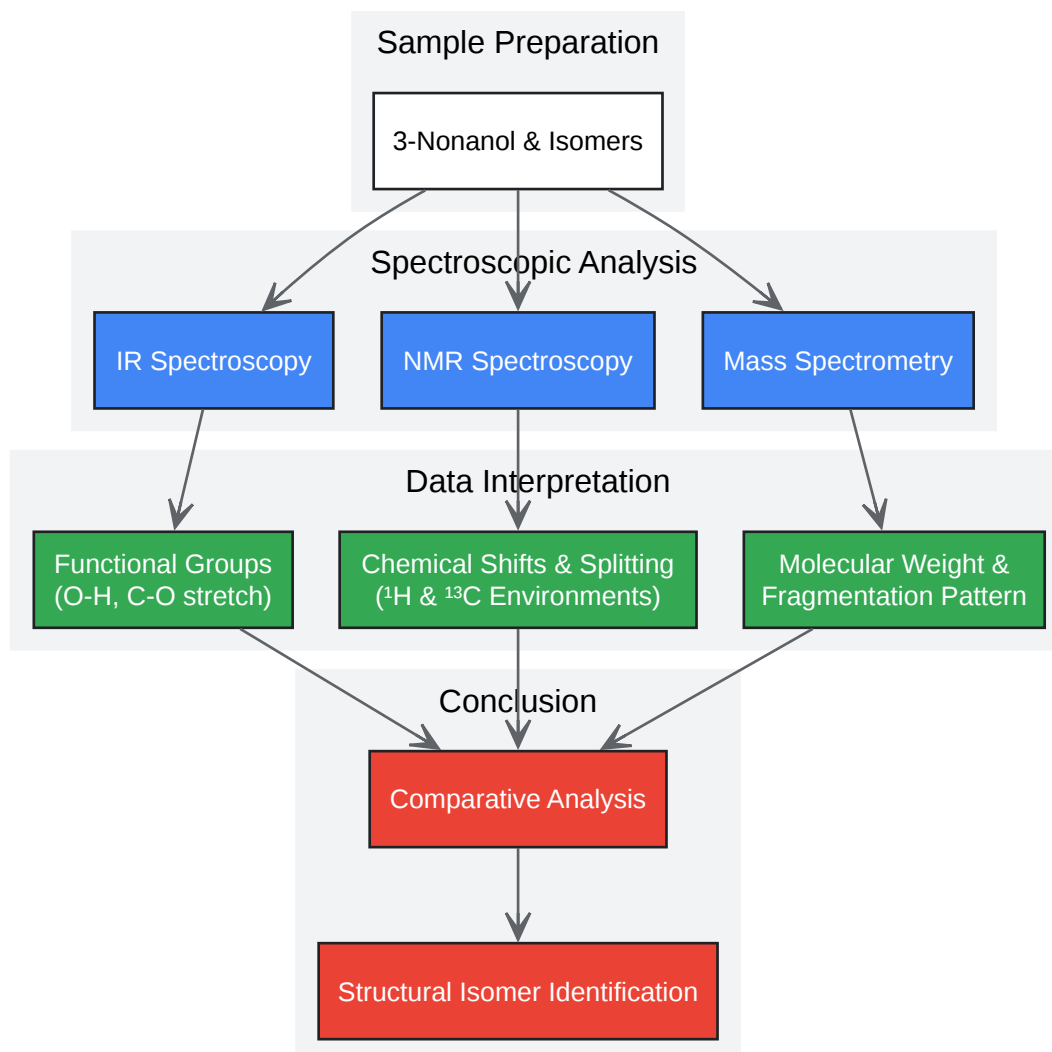 Sample Preparation
3-Nonanol & Isomers
Spectroscopic Analysis
IR Spectroscopy
NMR Spectroscopy
Mass Spectrometry
Data Interpretation
Functional Groups
(O-H, C-O stretch)
Chemical Shifts & Splitting
(¹H & ¹³C Environments)
Molecular Weight &
Fragmentation Pattern
Conclusion
Comparative Analysis
Structural Isomer Identification